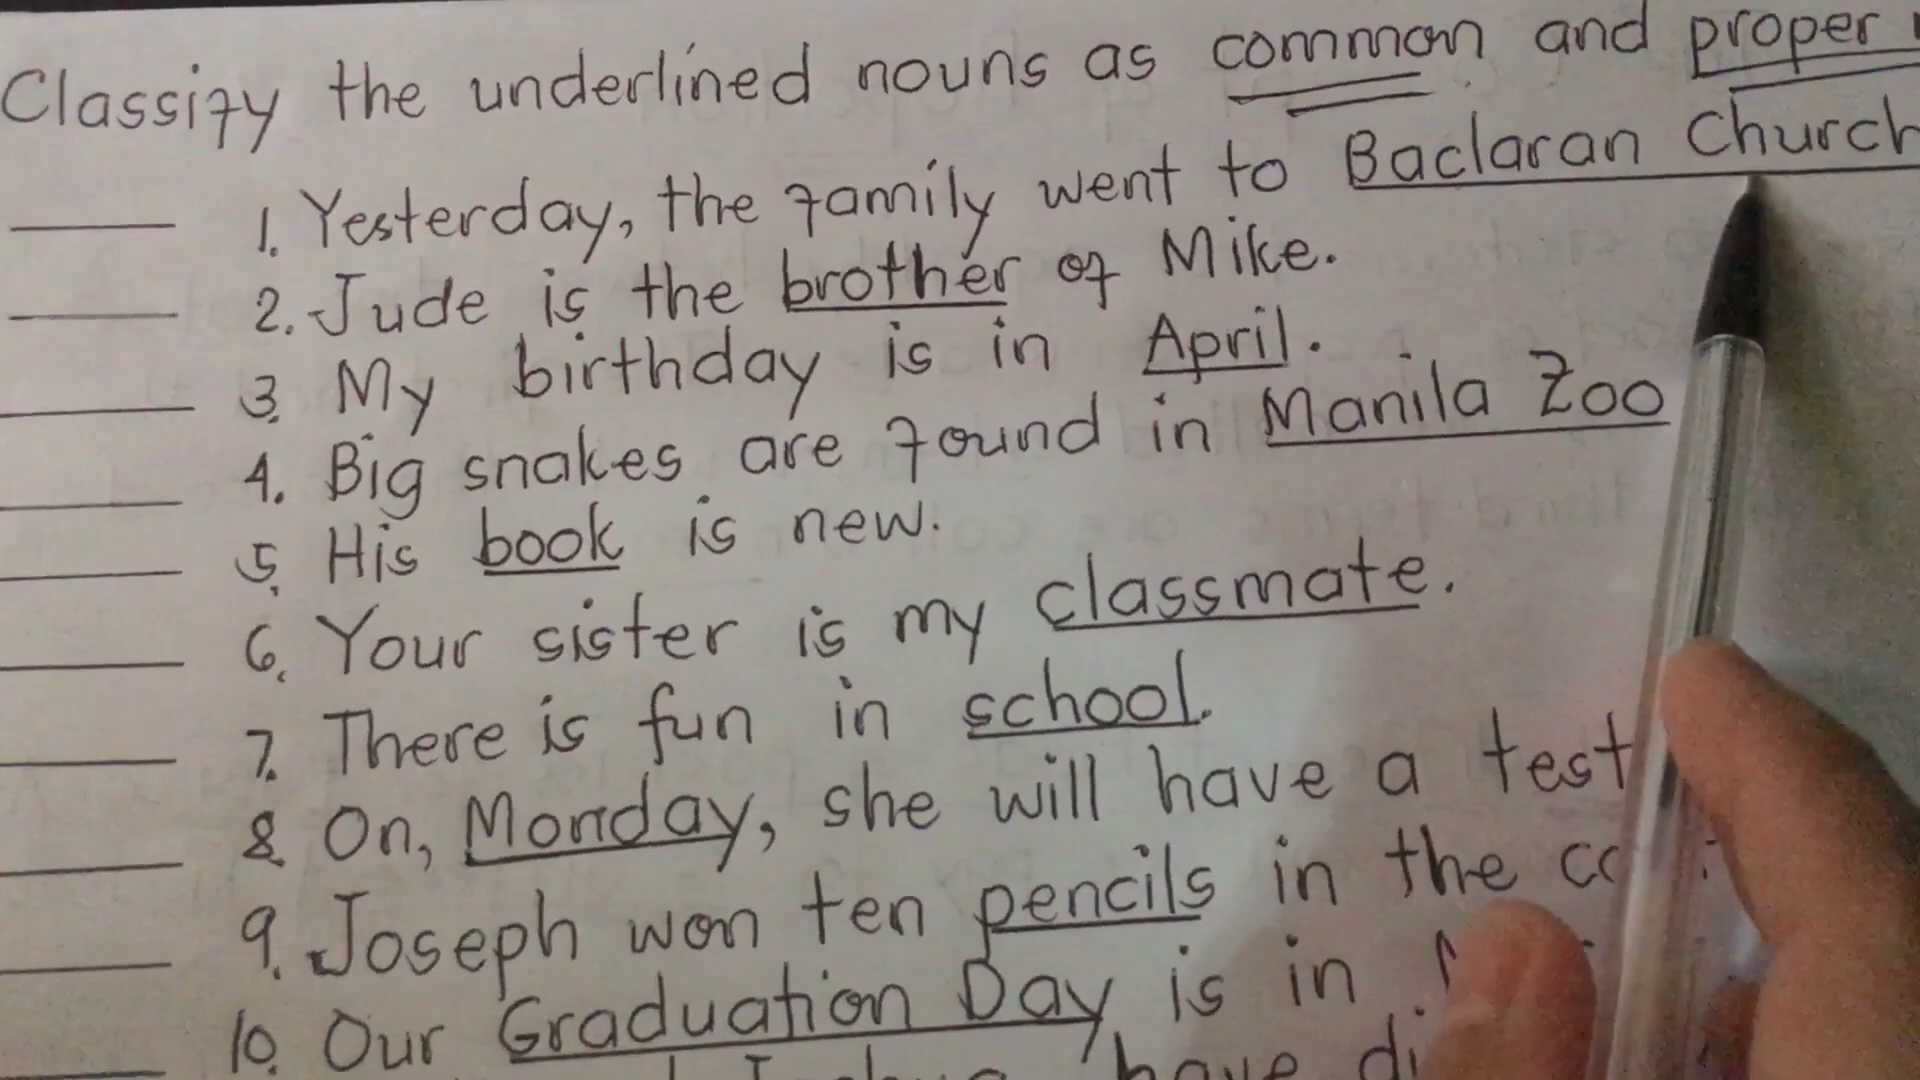 Classify the underlined nouns as common and proper
1. Yesterday, the family went to Baclaran Church
2. Jude is the brother of Mike.
3. My birthday is in April.
4. Big snakes are found in Manila Zoo
5. His book is new.
6. Your sister is my classmate.
7. There is fun in school.
8. On, Monday, she will have a test
9. Joseph won ten pencils in the
10. Our Graduation Day is in
have